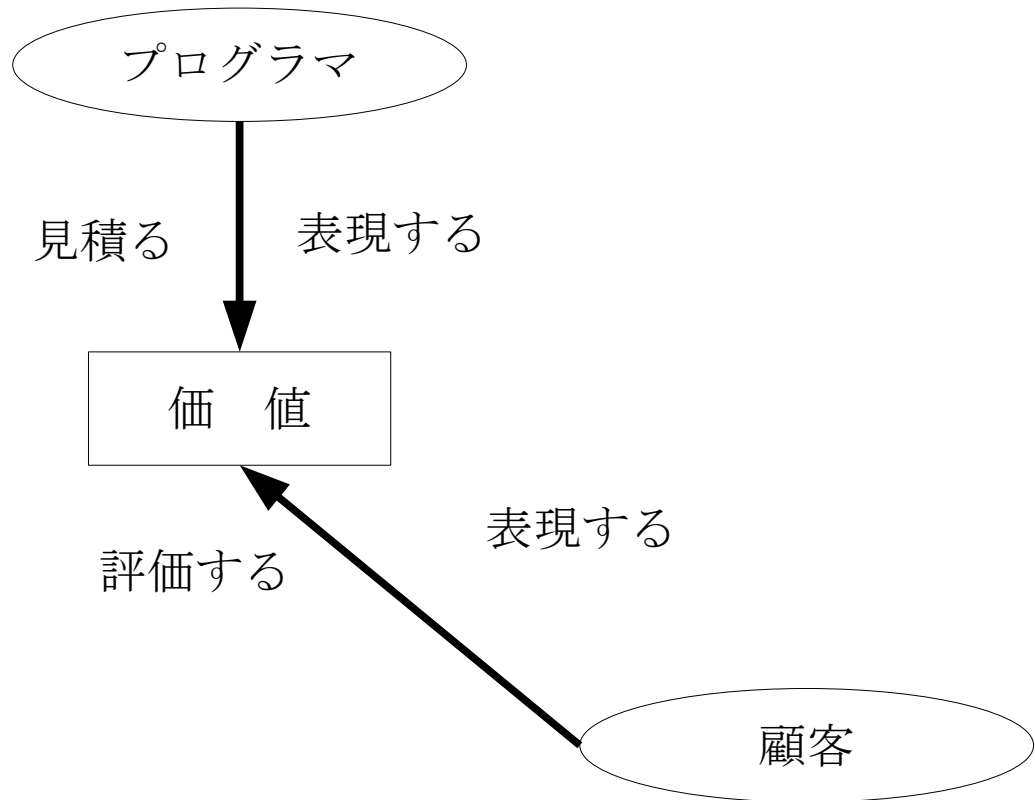 プログラマ
見積る
表現する
価　値
表現する
評価する
顧客